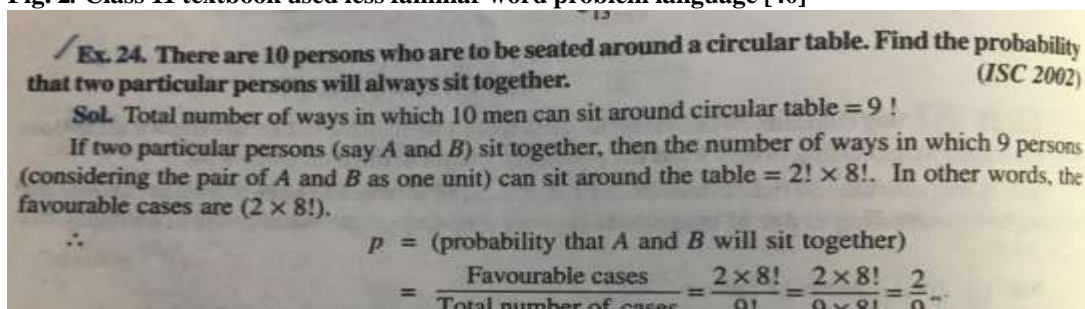 Fig. 2. Class 11 textbook used less familiar word problem language [40]
Ex. 24. There are 10 persons who are to be seated around a circular table. Find the probability
that two particular persons will always sit together. (ISC 2002)
Sol. Total number of ways in which 10 men can sit around circular table = 9 !
If two particular persons (say A and B) sit together, then the number of ways in which 9 persons
(considering the pair of A and B as one unit) can sit around the table = 2! × 8!. In other words, the
favourable cases are (2 × 8!).
∴ p = (probability that A and B will sit together)
= Favourable cases / Total number of cases = 2 × 8! / 9! = 2 × 8! / 9 × 8! = 2 / 9